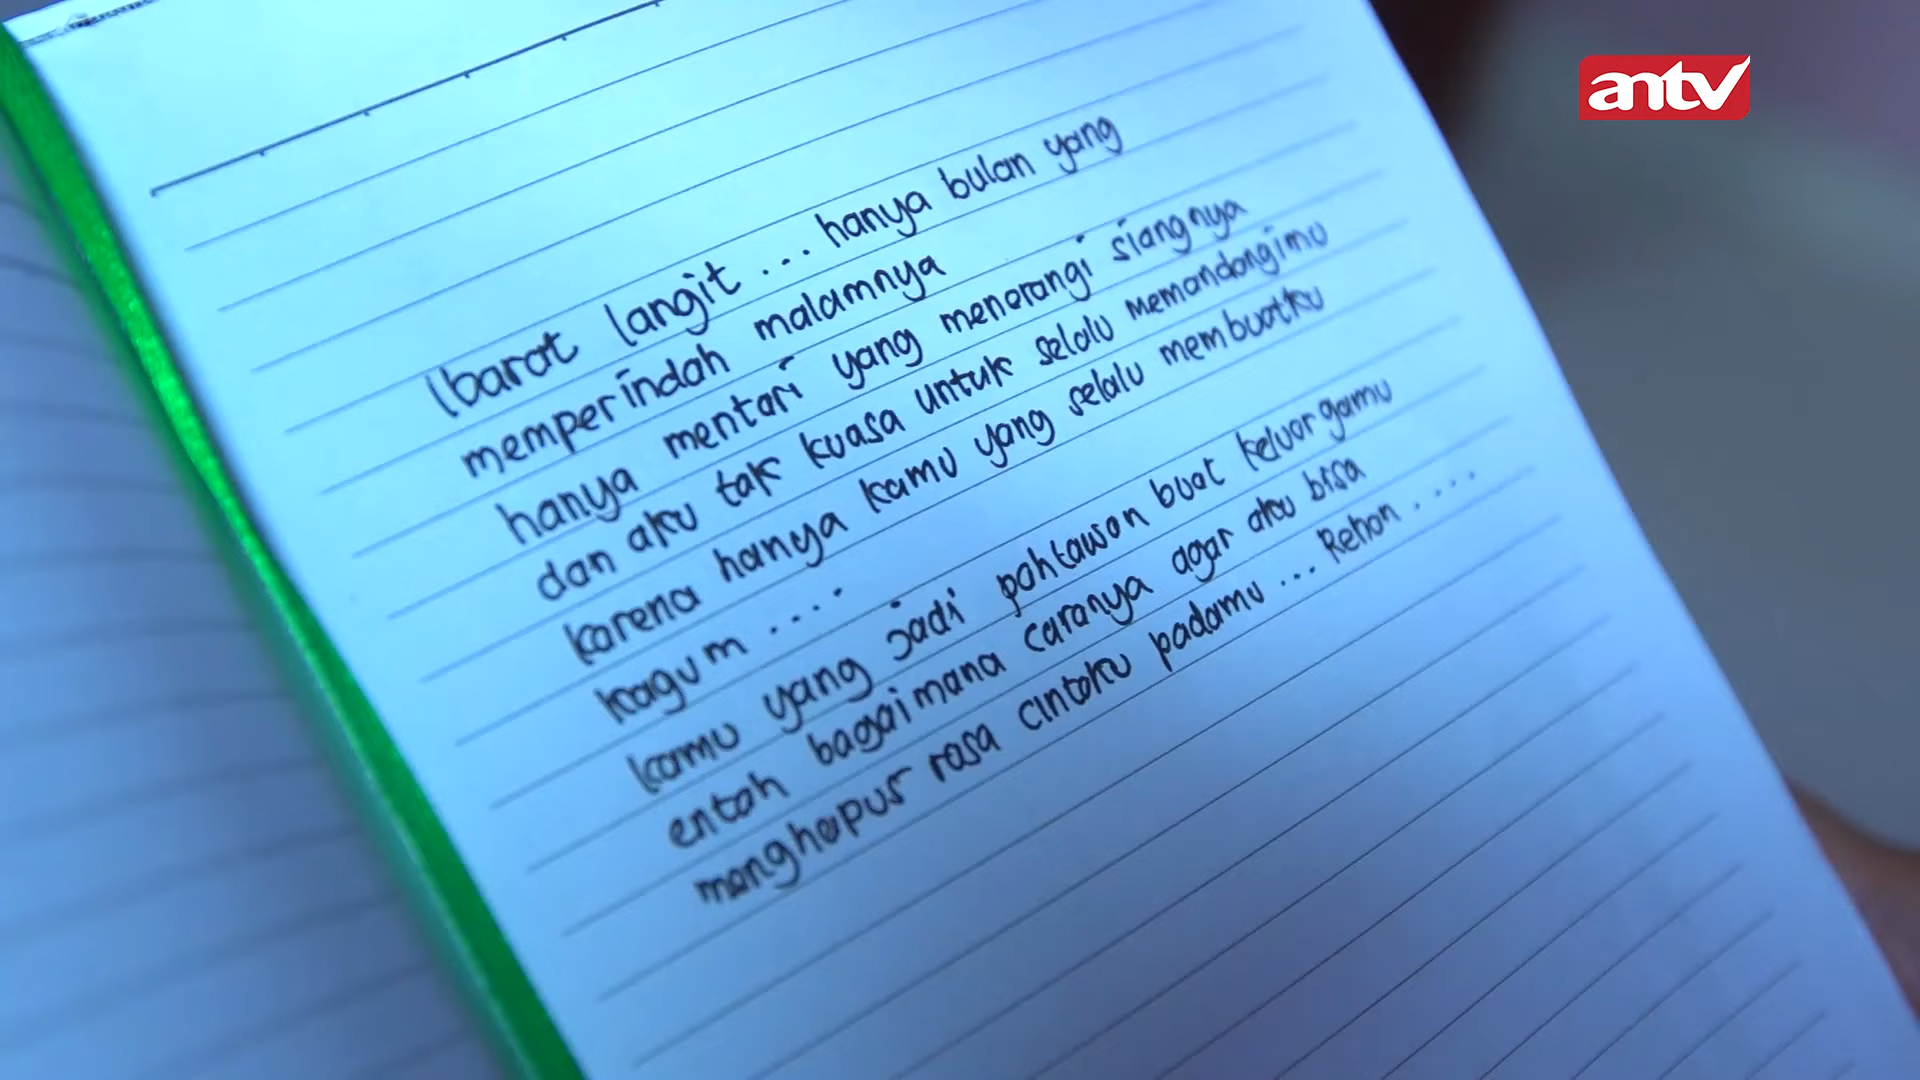 antv
Ibarat langit ... hanya bulan yang
memperindah malamnya
hanya mentari yang menerangi siangnya
dan aku tak kuasa untuk selalu memandangimu
karena hanya kamu yang selalu membuatku
kagum ....
kamu yang jadi pahlawan buat keluargamu
entah bagaimana caranya agar aku bisa
menghapus rasa cintaku padamu ... Rehan ....